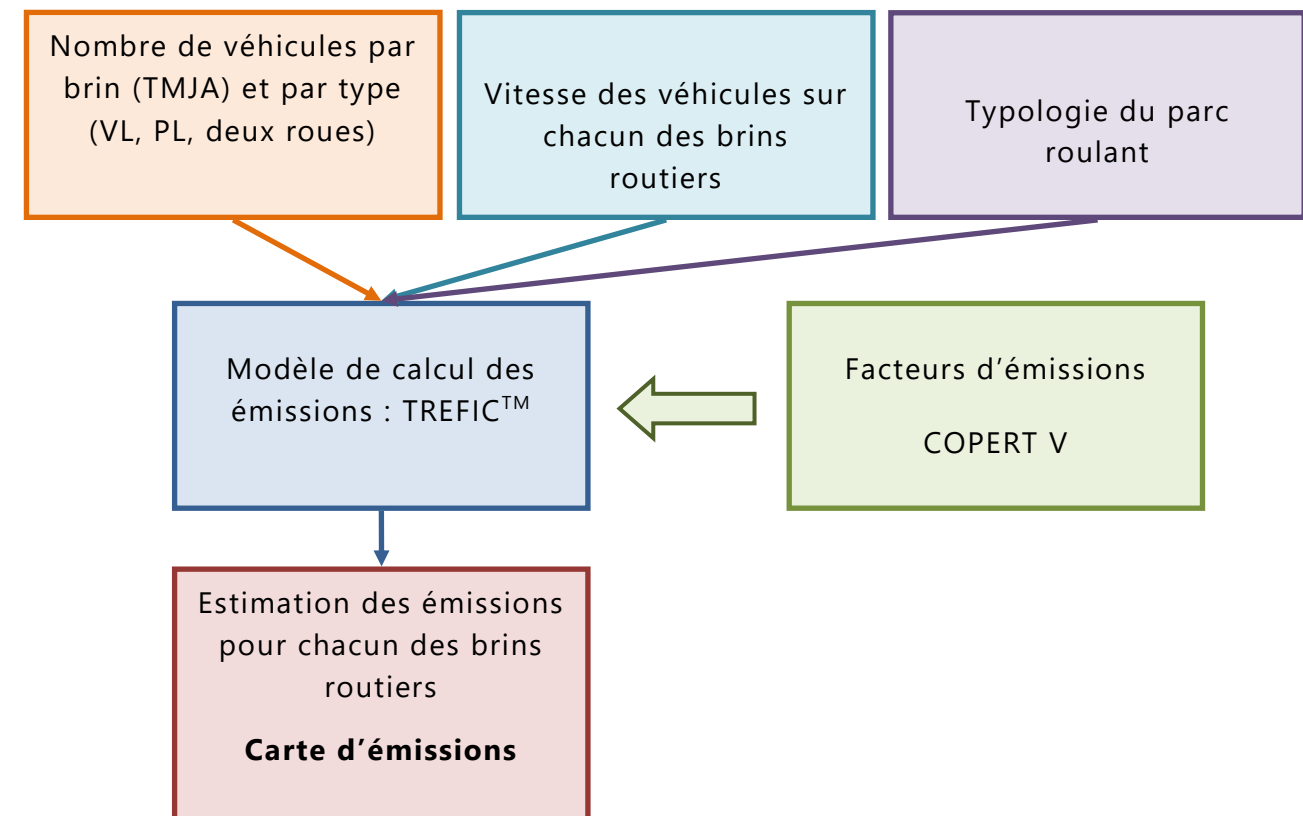 Nombre de véhicules par
brin (TMJA) et par type
(VL, PL, deux roues)
Vitesse des véhicules sur
chacun des brins
routiers
Typologie du parc
roulant
Modèle de calcul des
émissions : TREFIC™
Facteurs d’émissions
COPERT V
Estimation des émissions
pour chacun des brins
routiers
Carte d’émissions